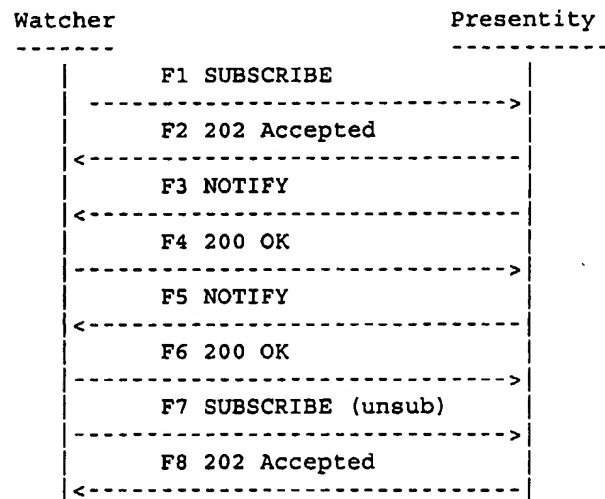 Watcher Presentity
------- -----------
F1 SUBSCRIBE
----------------------------->
F2 202 Accepted
<-----------------------------
F3 NOTIFY
<-----------------------------
F4 200 OK
------------------------------>
F5 NOTIFY
<-----------------------------
F6 200 OK
------------------------------>
F7 SUBSCRIBE (unsub)
------------------------------>
F8 202 Accepted
<-----------------------------